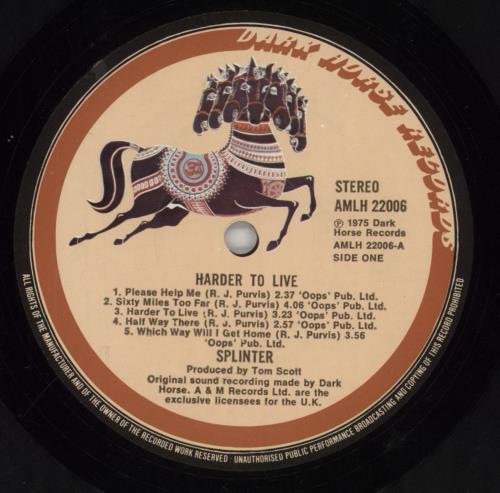 DARK HORSE RECORDS
STEREO
AMLH 22006
Ⓟ 1975 Dark
Horse Records
AMLH 22006-A
SIDE ONE
HARDER TO LIVE
1. Please Help Me (R. J. Purvis) 2.37 'Oops' Pub. Ltd.
2. Sixty Miles Too Far (R. J. Purvis) 4.06 'Oops' Pub. Ltd.
3. Harder To Live (R. J. Purvis) 3.23 'Oops' Pub. Ltd.
4. Half Way There (R. J. Purvis) 2.57 'Oops' Pub. Ltd.
5. Which Way Will I Get Home (R. J. Purvis) 3.56
'Oops' Pub. Ltd.
SPLINTER
Produced by Tom Scott
Original sound recording made by Dark
Horse. A & M Records Ltd. are the
exclusive licensees for the U.K.
ALL RIGHTS OF THE MANUFACTURER AND OF THE OWNER OF THE RECORDED WORK RESERVED · UNAUTHORISED PUBLIC PERFORMANCE BROADCASTING AND COPYING OF THIS RECORD PROHIBITED